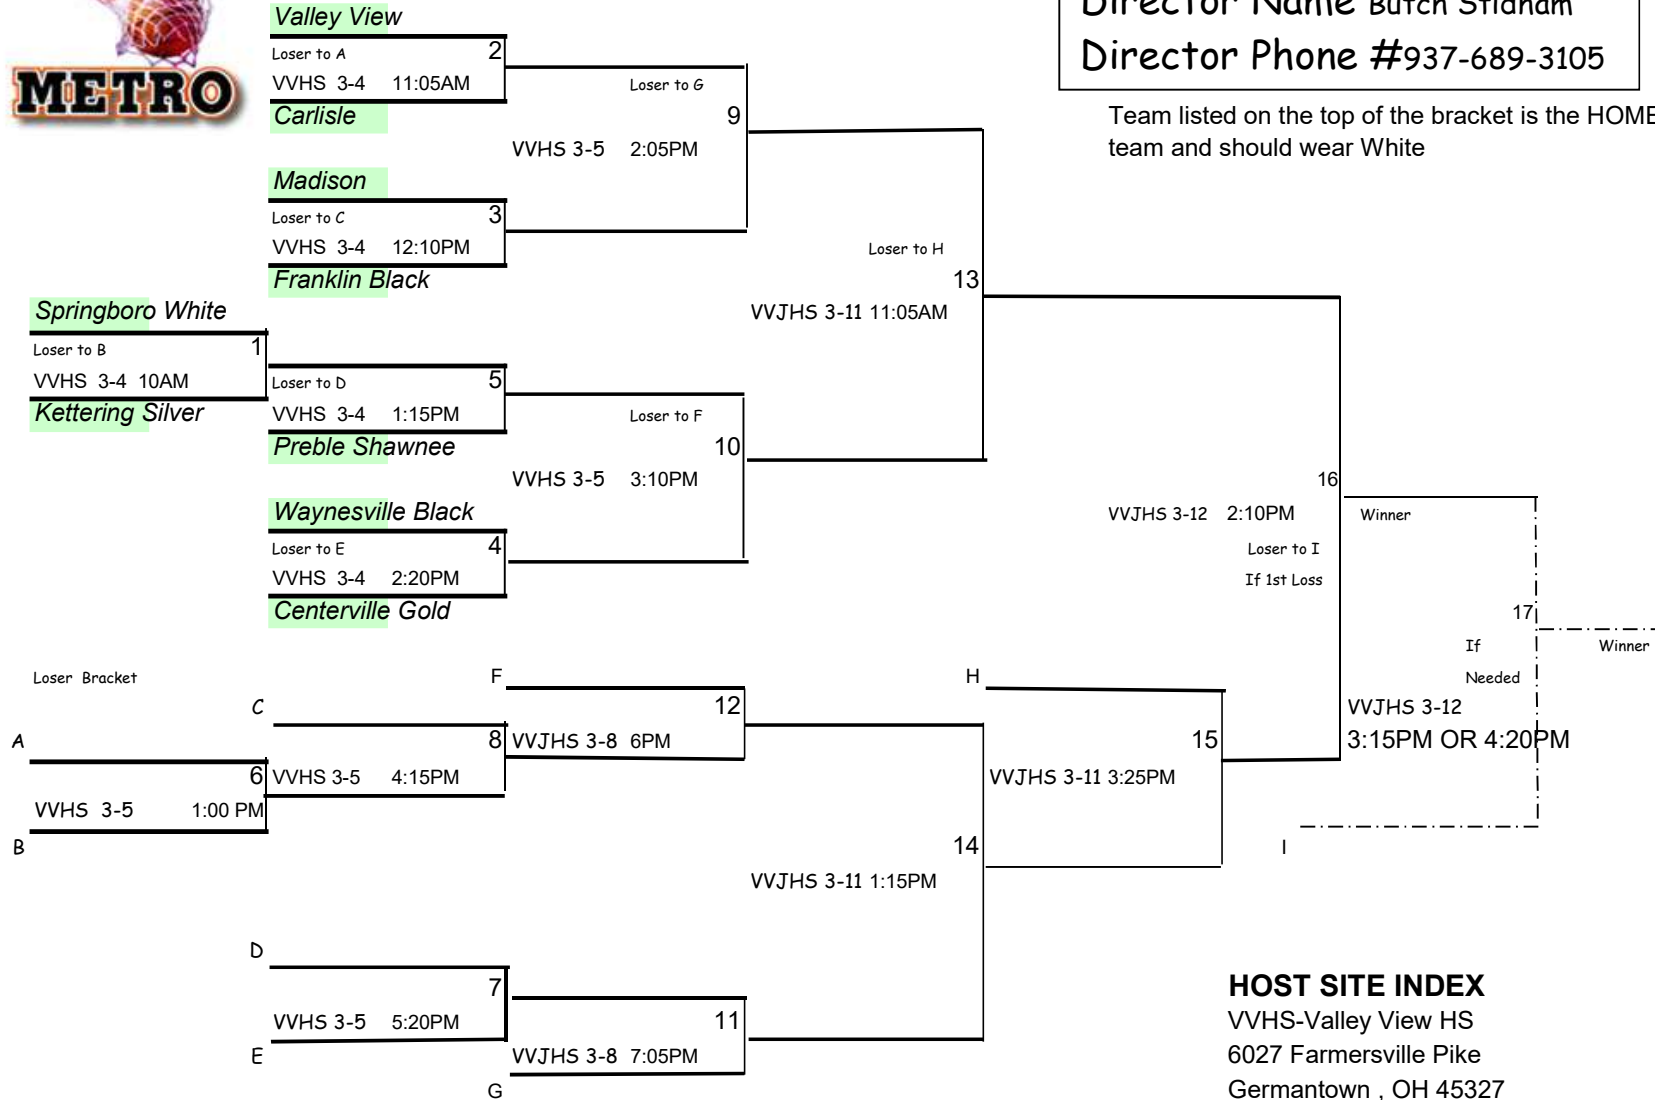 METRO
Director Name Butch Stidham
Director Phone #937-689-3105
Team listed on the top of the bracket is the HOME
team and should wear White
Valley View
Loser to A
2
VVHS 3-4 11:05AM
Carlisle
Loser to G
9
VVHS 3-5 2:05PM
Madison
Loser to C
3
VVHS 3-4 12:10PM
Franklin Black
Loser to H
13
VVJHS 3-11 11:05AM
Springboro White
Loser to B
1
VVHS 3-4 10AM
Kettering Silver
Loser to D
5
VVHS 3-4 1:15PM
Preble Shawnee
Loser to F
10
VVHS 3-5 3:10PM
Waynesville Black
Loser to E
4
VVHS 3-4 2:20PM
Centerville Gold
16
VVJHS 3-12 2:10PM
Loser to I
If 1st Loss
Winner
17
If
Needed
Winner
VVJHS 3-12
3:15PM OR 4:20PM
I
Loser Bracket
A
6
VVHS 3-5 1:00 PM
B
C
8
VVHS 3-5 4:15PM
F
12
VVJHS 3-8 6PM
H
15
VVJHS 3-11 3:25PM
14
VVJHS 3-11 1:15PM
D
7
VVHS 3-5 5:20PM
E
11
VVJHS 3-8 7:05PM
G
HOST SITE INDEX
VVHS-Valley View HS
6027 Farmersville Pike
Germantown , OH 45327